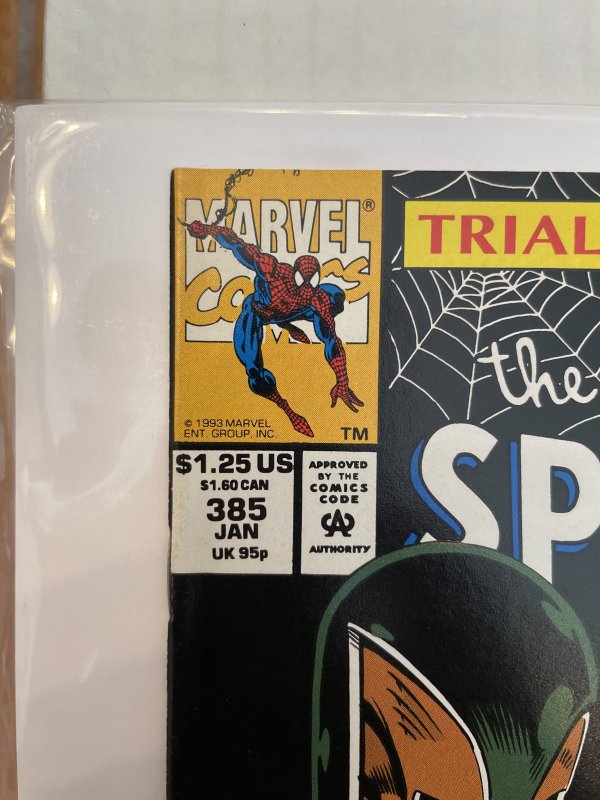 MARVEL®
COMICS
© 1993 MARVEL
ENT. GROUP, INC.
TM
$1.25 US
$1.60 CAN
385
JAN
UK 95p
APPROVED
BY THE
COMICS
CODE
CA
AUTHORITY
TRIAL
the
SP